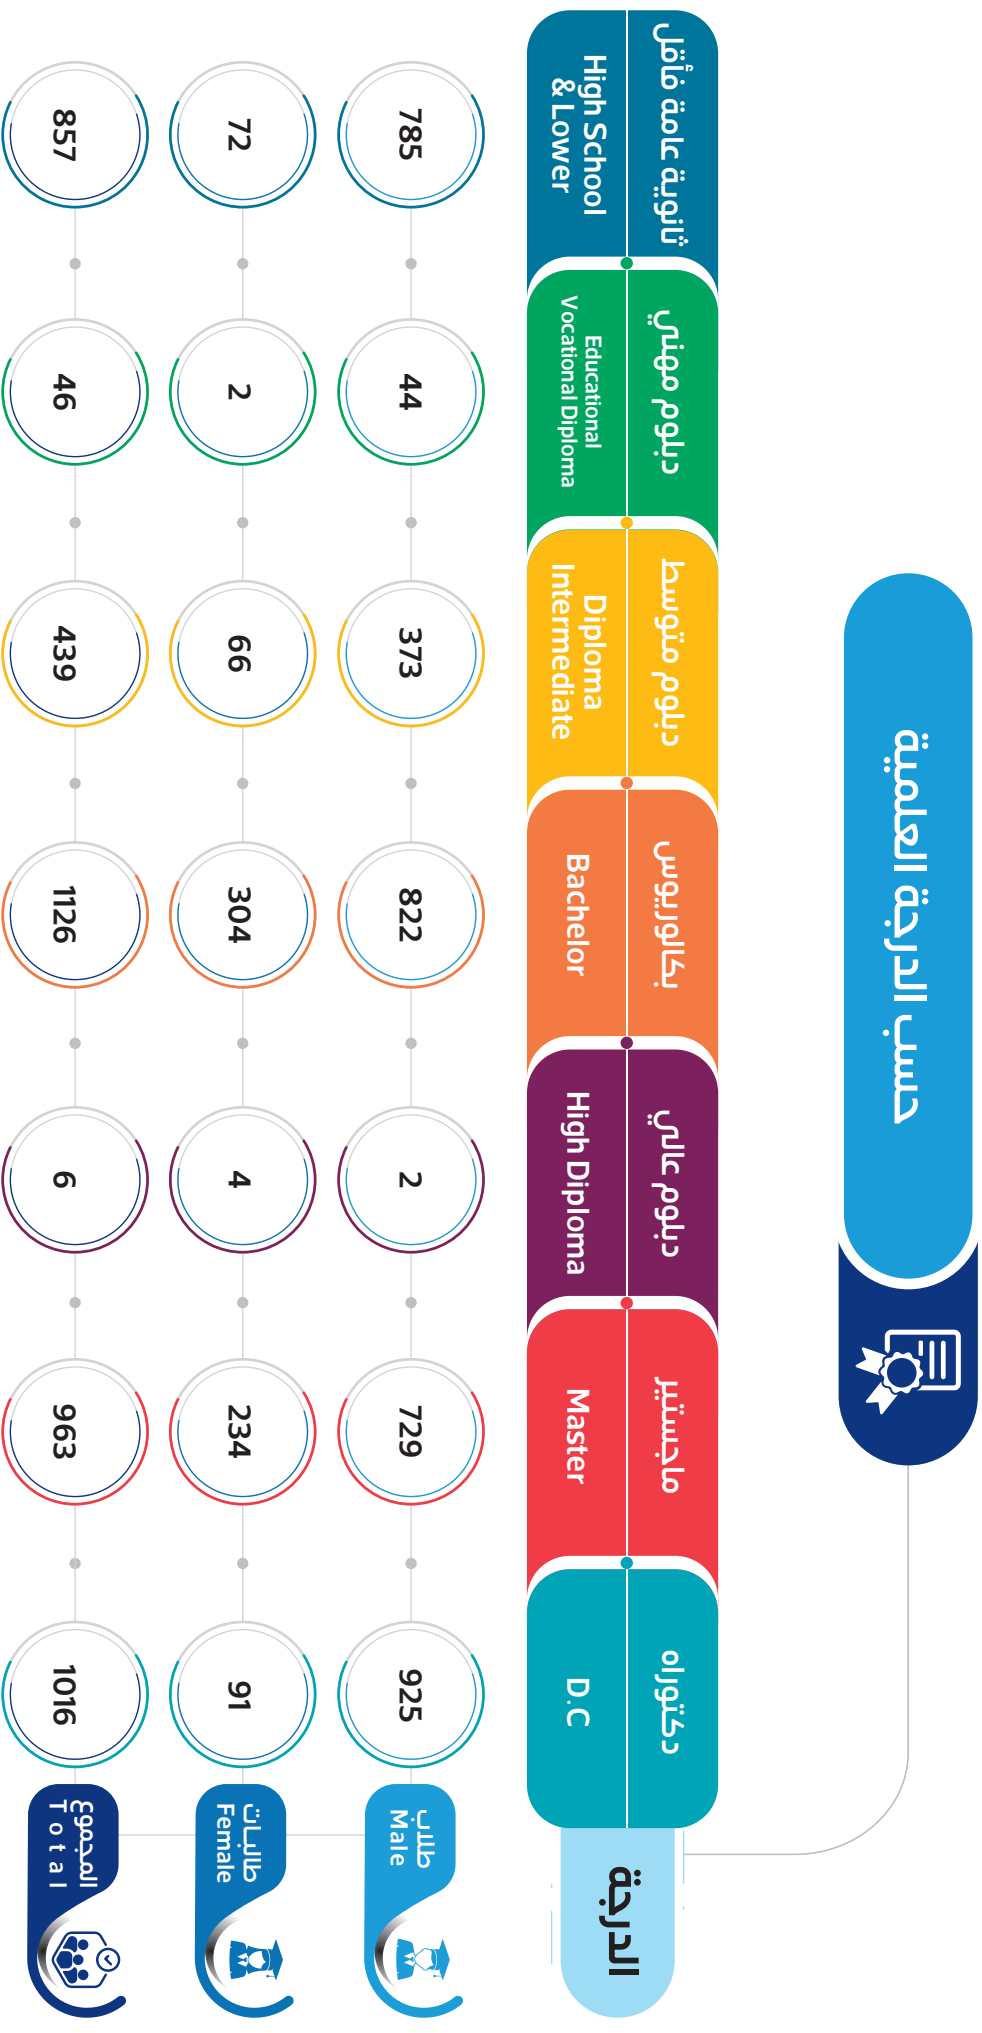 حسب الدرجة العلمية
الدرجة
دكتوراه
D.C
ماجستير
Master
دبلوم عالي
High Diploma
بكالوريوس
Bachelor
دبلوم متوسط
Diploma
Intermediate
دبلوم مهني
Educational
Vocational Diploma
ثانوية عامة فأقل
High School
& Lower
طلاب
Male
925
729
2
822
373
44
785
طالبات
Female
91
234
4
304
66
2
72
المجموع
Total
1016
963
6
1126
439
46
857